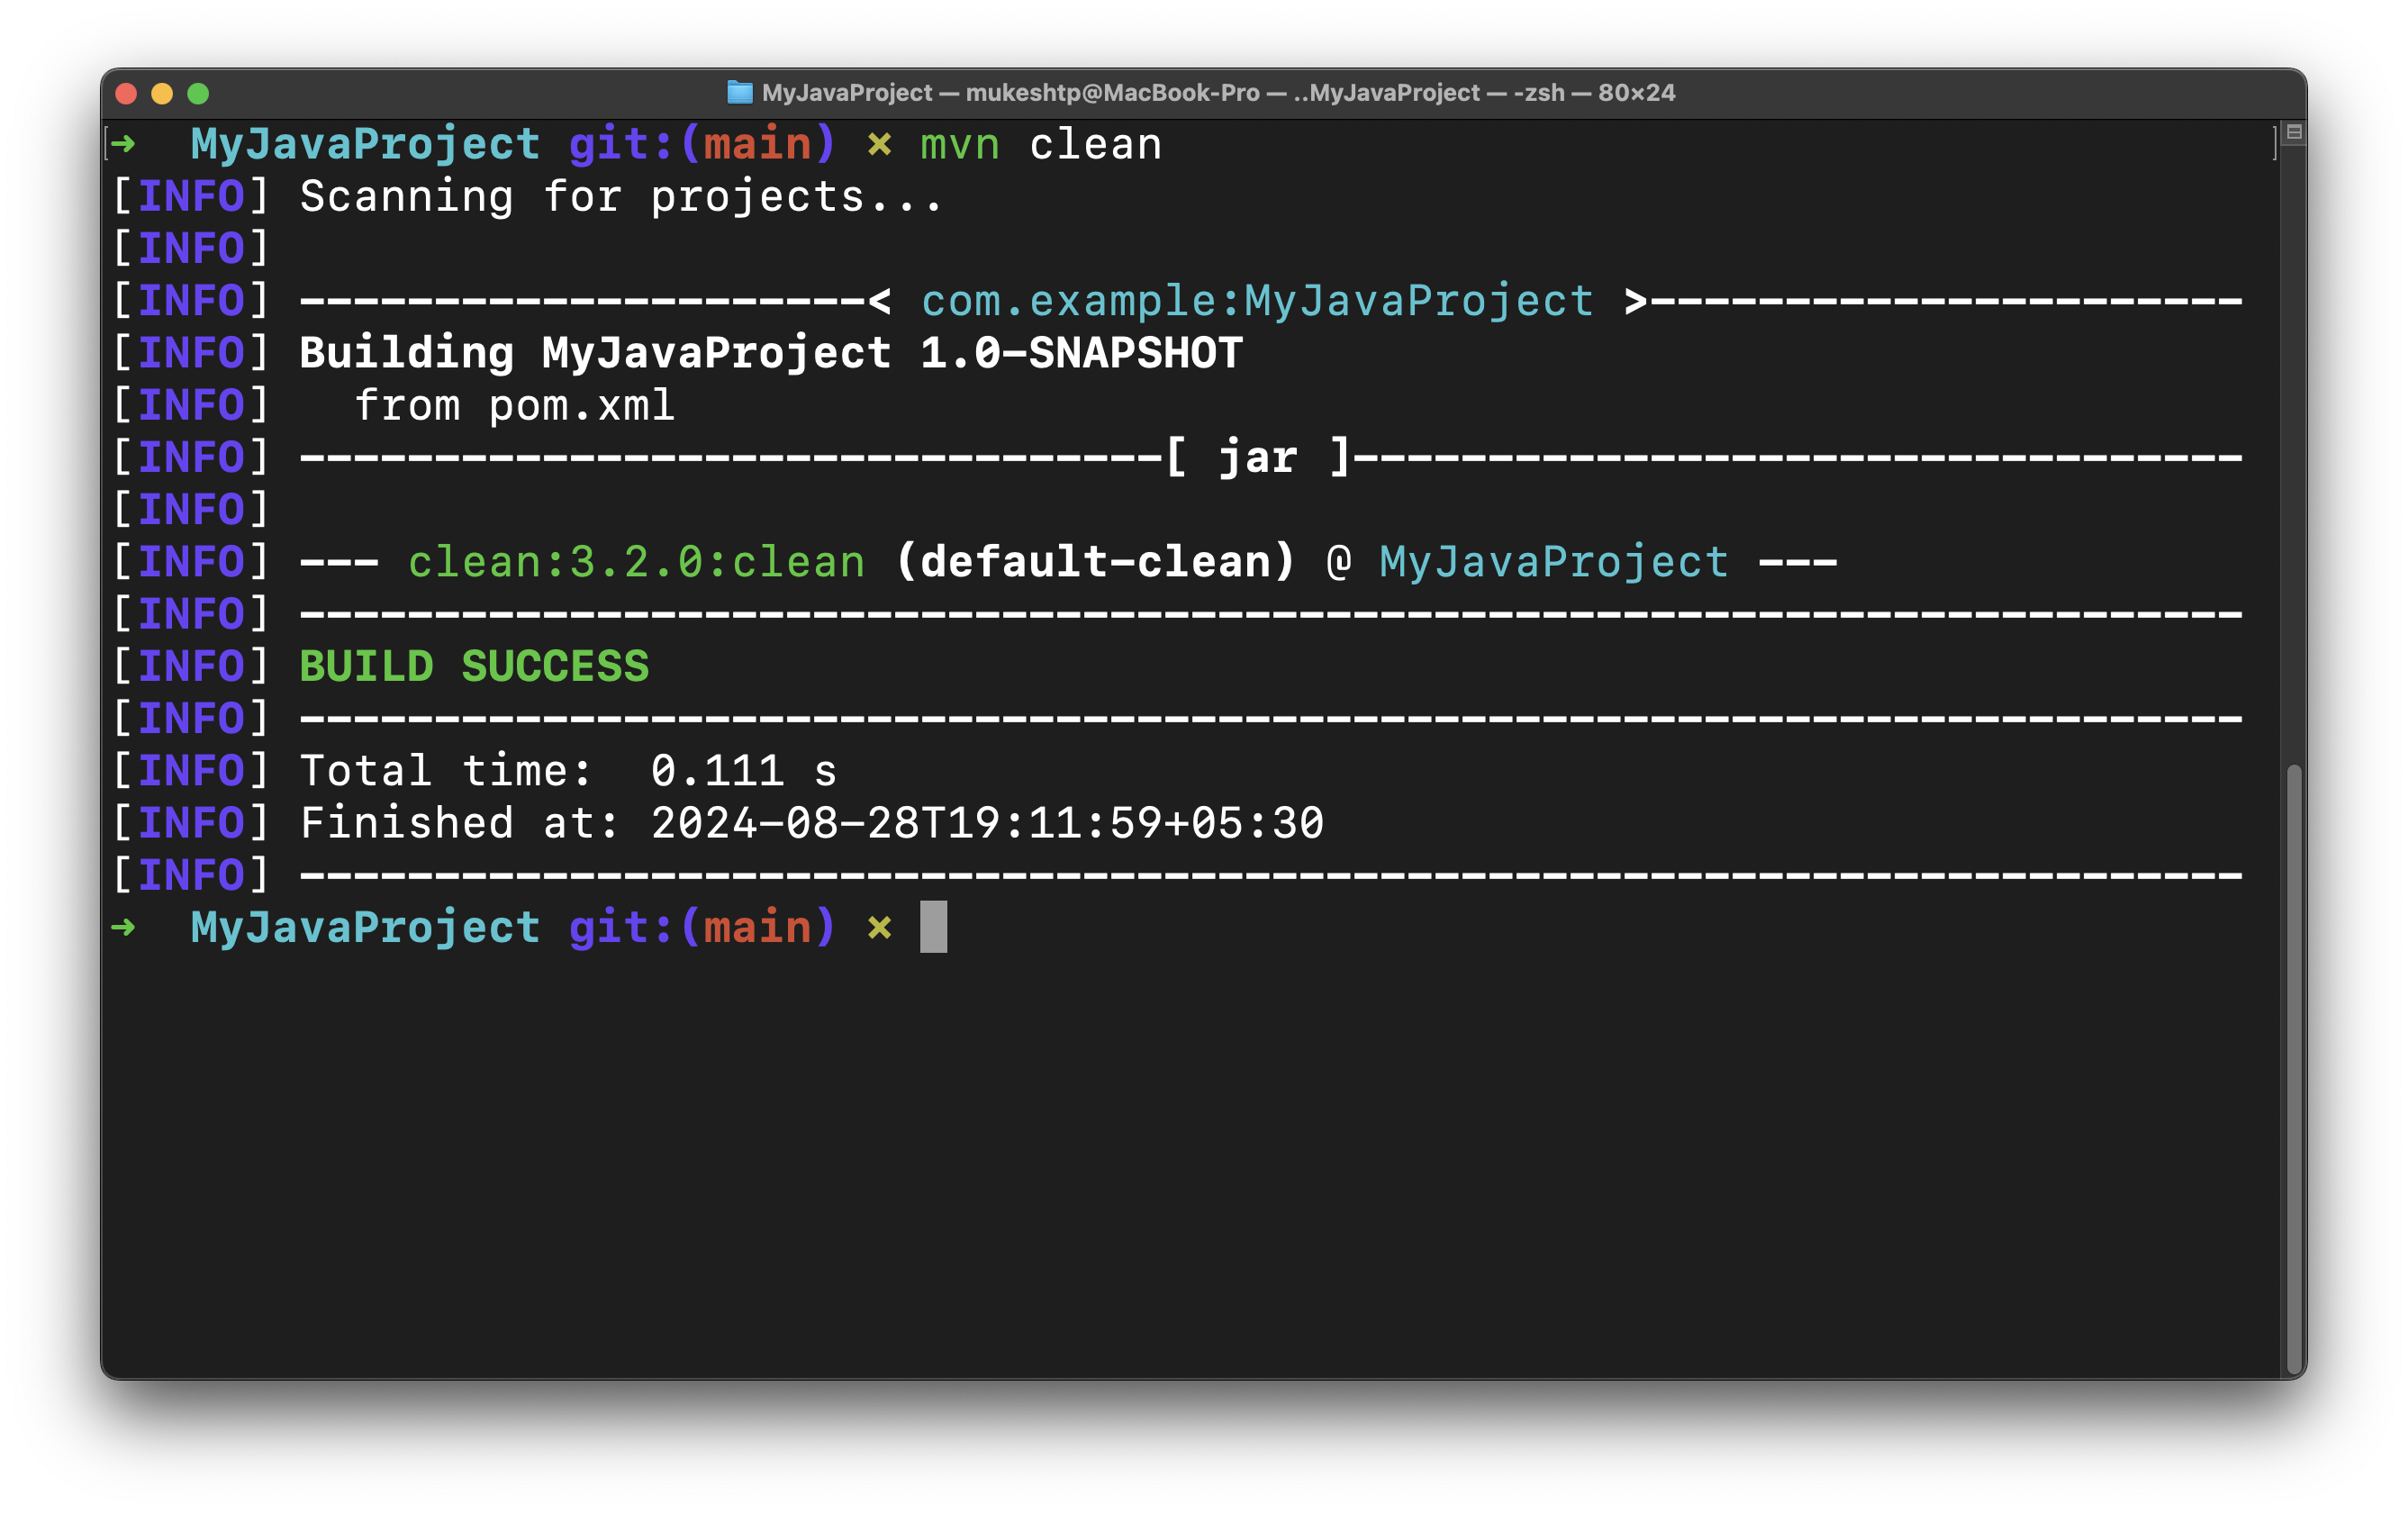 MyJavaProject — mukeshtp@MacBook-Pro — ..MyJavaProject — -zsh — 80×24
➜  MyJavaProject git:(main) ✗ mvn clean
[INFO] Scanning for projects...
[INFO]
[INFO] ---------------------< com.example:MyJavaProject >----------------------
[INFO] Building MyJavaProject 1.0-SNAPSHOT
[INFO]   from pom.xml
[INFO] --------------------------------[ jar ]---------------------------------
[INFO]
[INFO] --- clean:3.2.0:clean (default-clean) @ MyJavaProject ---
[INFO] ------------------------------------------------------------------------
[INFO] BUILD SUCCESS
[INFO] ------------------------------------------------------------------------
[INFO] Total time:  0.111 s
[INFO] Finished at: 2024-08-28T19:11:59+05:30
[INFO] ------------------------------------------------------------------------
➜  MyJavaProject git:(main) ✗